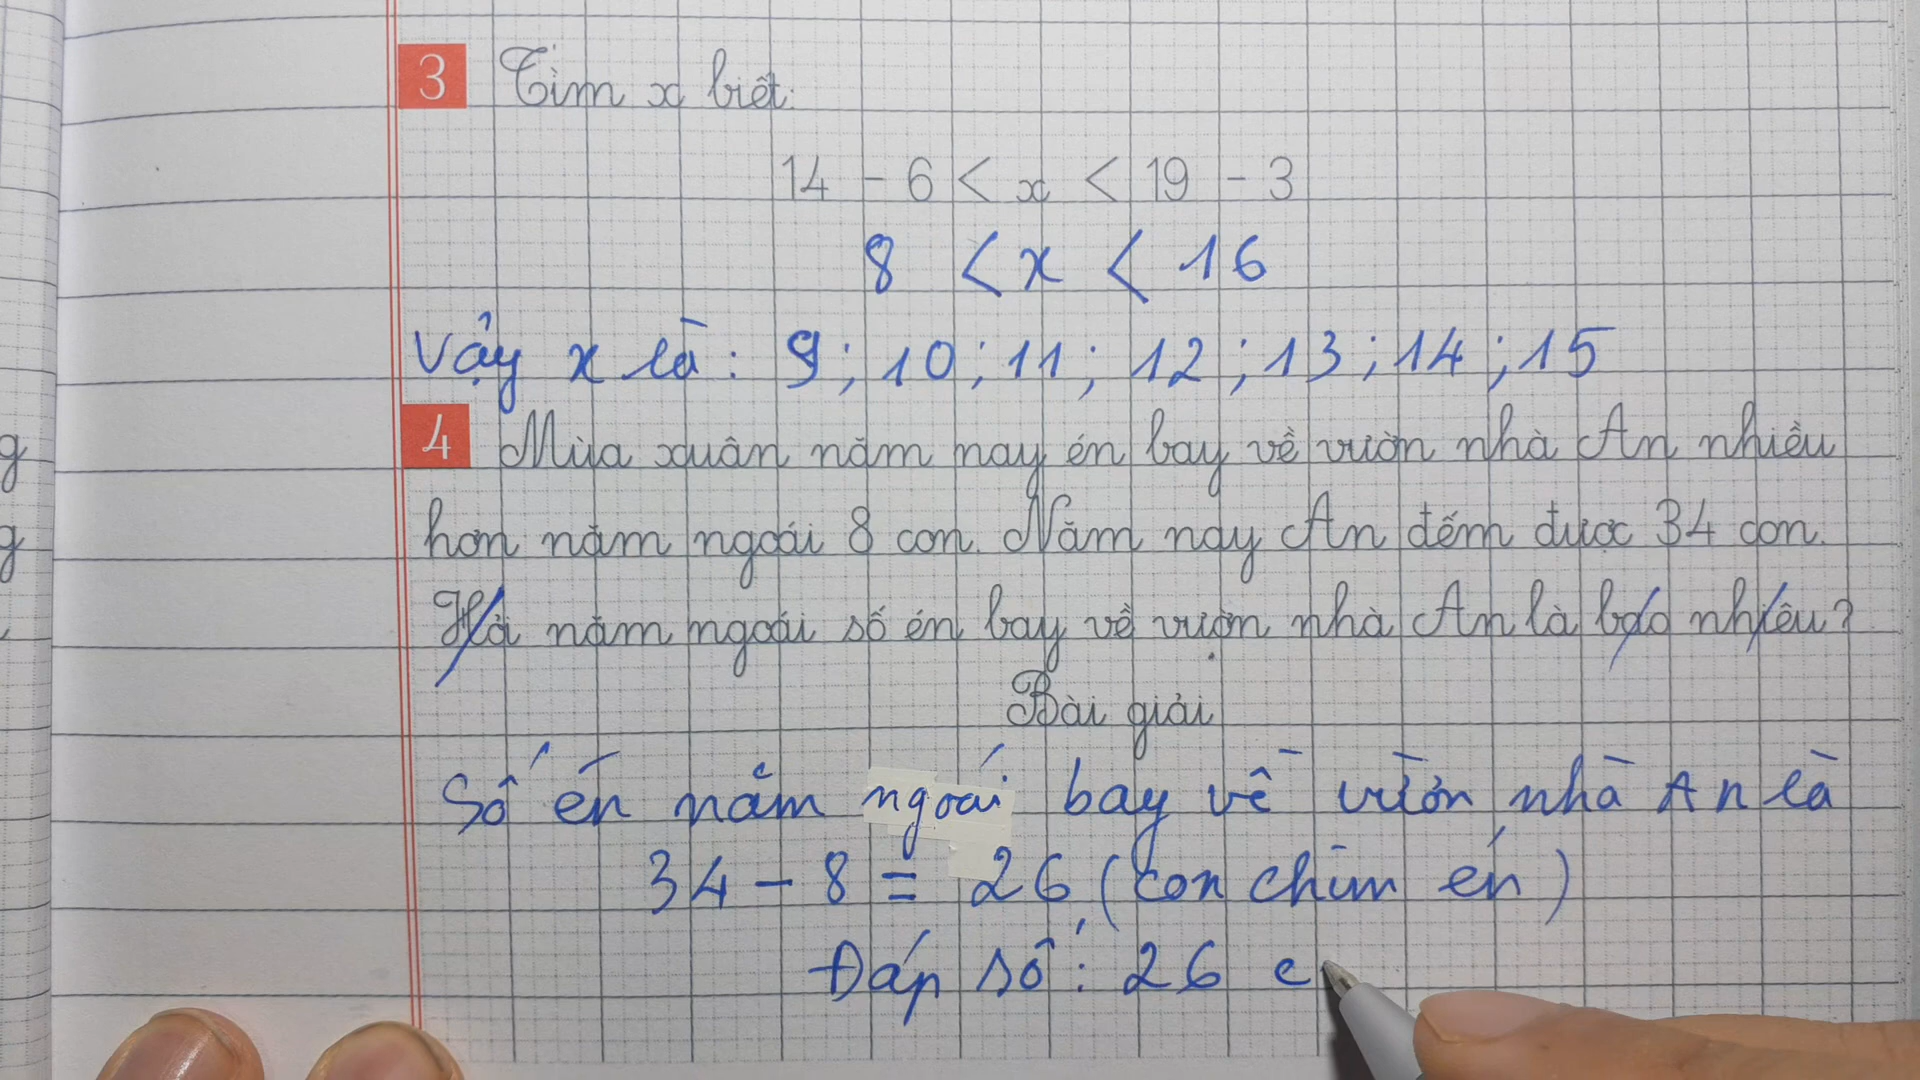 3 Tìm x biết:
14 - 6 < x < 19 - 3
8 < x < 16
Vậy x là: 9; 10; 11; 12; 13; 14; 15
4 Mùa xuân năm nay én bay về vườn nhà An nhiều
hơn năm ngoái 8 con. Năm nay An đếm được 34 con.
Hỏi năm ngoái số én bay về vườn nhà An là bao nhiêu?
Bài giải
Số én năm ngoái bay về vườn nhà An là
34 - 8 = 26 (con chim én)
Đáp số: 26 c
g
g